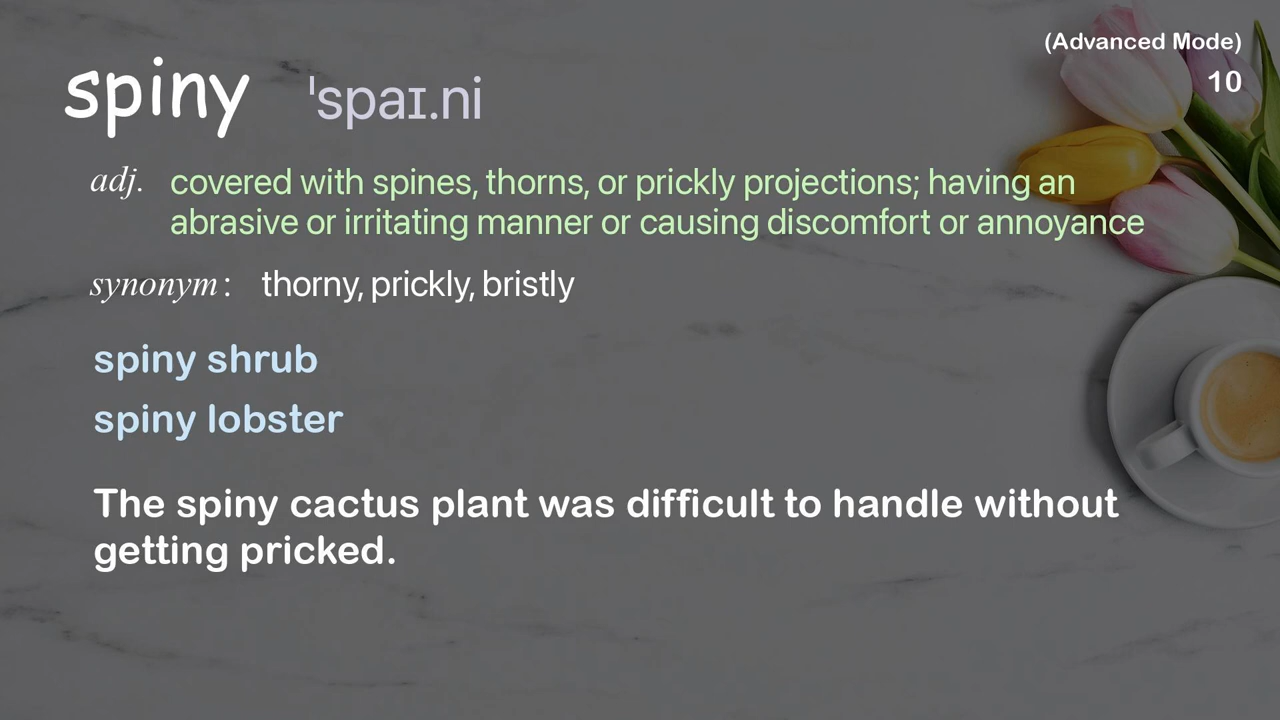 (Advanced Mode)
10
spiny ˈspaɪ.ni
adj. covered with spines, thorns, or prickly projections; having an
abrasive or irritating manner or causing discomfort or annoyance
synonym: thorny, prickly, bristly
spiny shrub
spiny lobster
The spiny cactus plant was difficult to handle without
getting pricked.